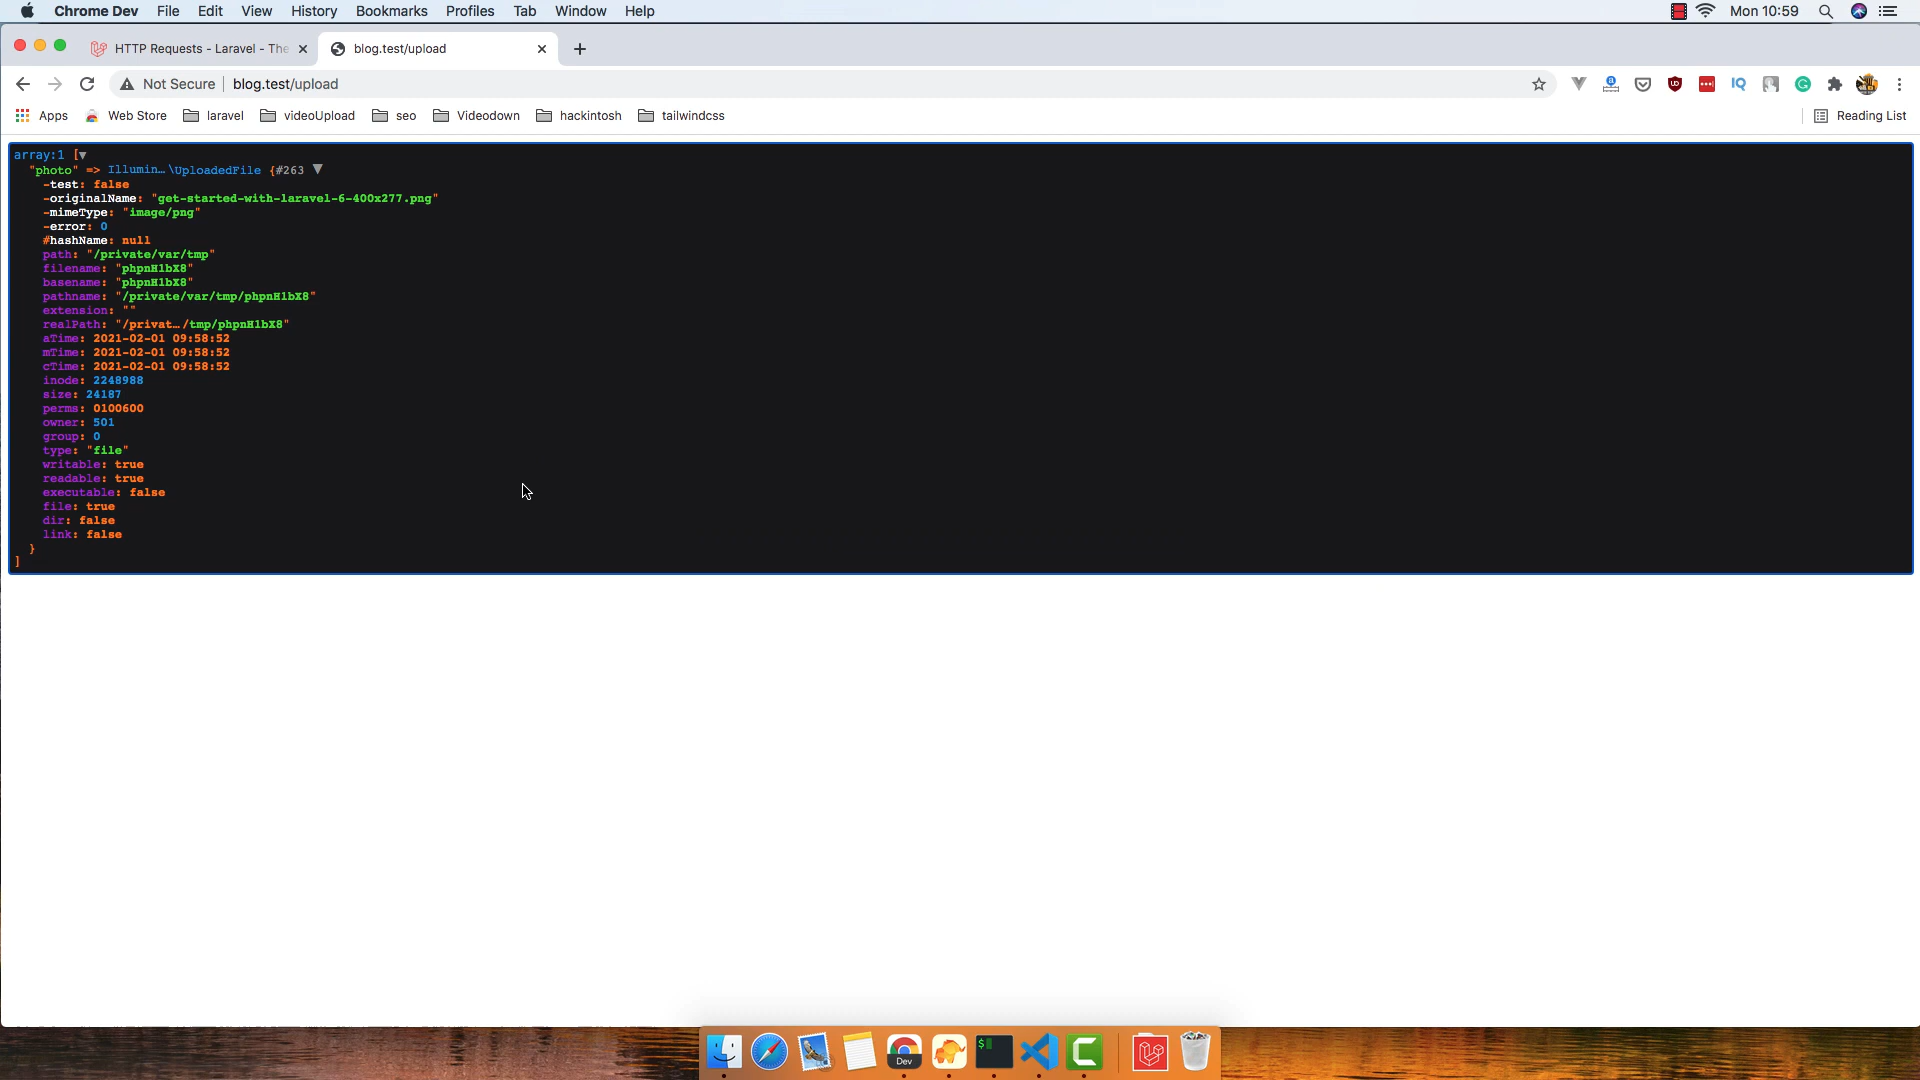 Chrome Dev File Edit View History Bookmarks Profiles Tab Window Help Mon 10:59
HTTP Requests - Laravel - The blog.test/upload
Not Secure blog.test/upload
Apps Web Store laravel videoUpload seo Videodown hackintosh tailwindcss Reading List
array:1 [▼
"photo" => Illumin…\UploadedFile {#263 ▼
-test: false
-originalName: "get-started-with-laravel-6-400x277.png"
-mimeType: "image/png"
-error: 0
#hashName: null
path: "/private/var/tmp"
filename: "phpnH1bX8"
basename: "phpnH1bX8"
pathname: "/private/var/tmp/phpnH1bX8"
extension: ""
realPath: "/privat…/tmp/phpnH1bX8"
aTime: 2021-02-01 09:58:52
mTime: 2021-02-01 09:58:52
cTime: 2021-02-01 09:58:52
inode: 2248988
size: 24187
perms: 0100600
owner: 501
group: 0
type: "file"
writable: true
readable: true
executable: false
file: true
dir: false
link: false
}
]
Dev $